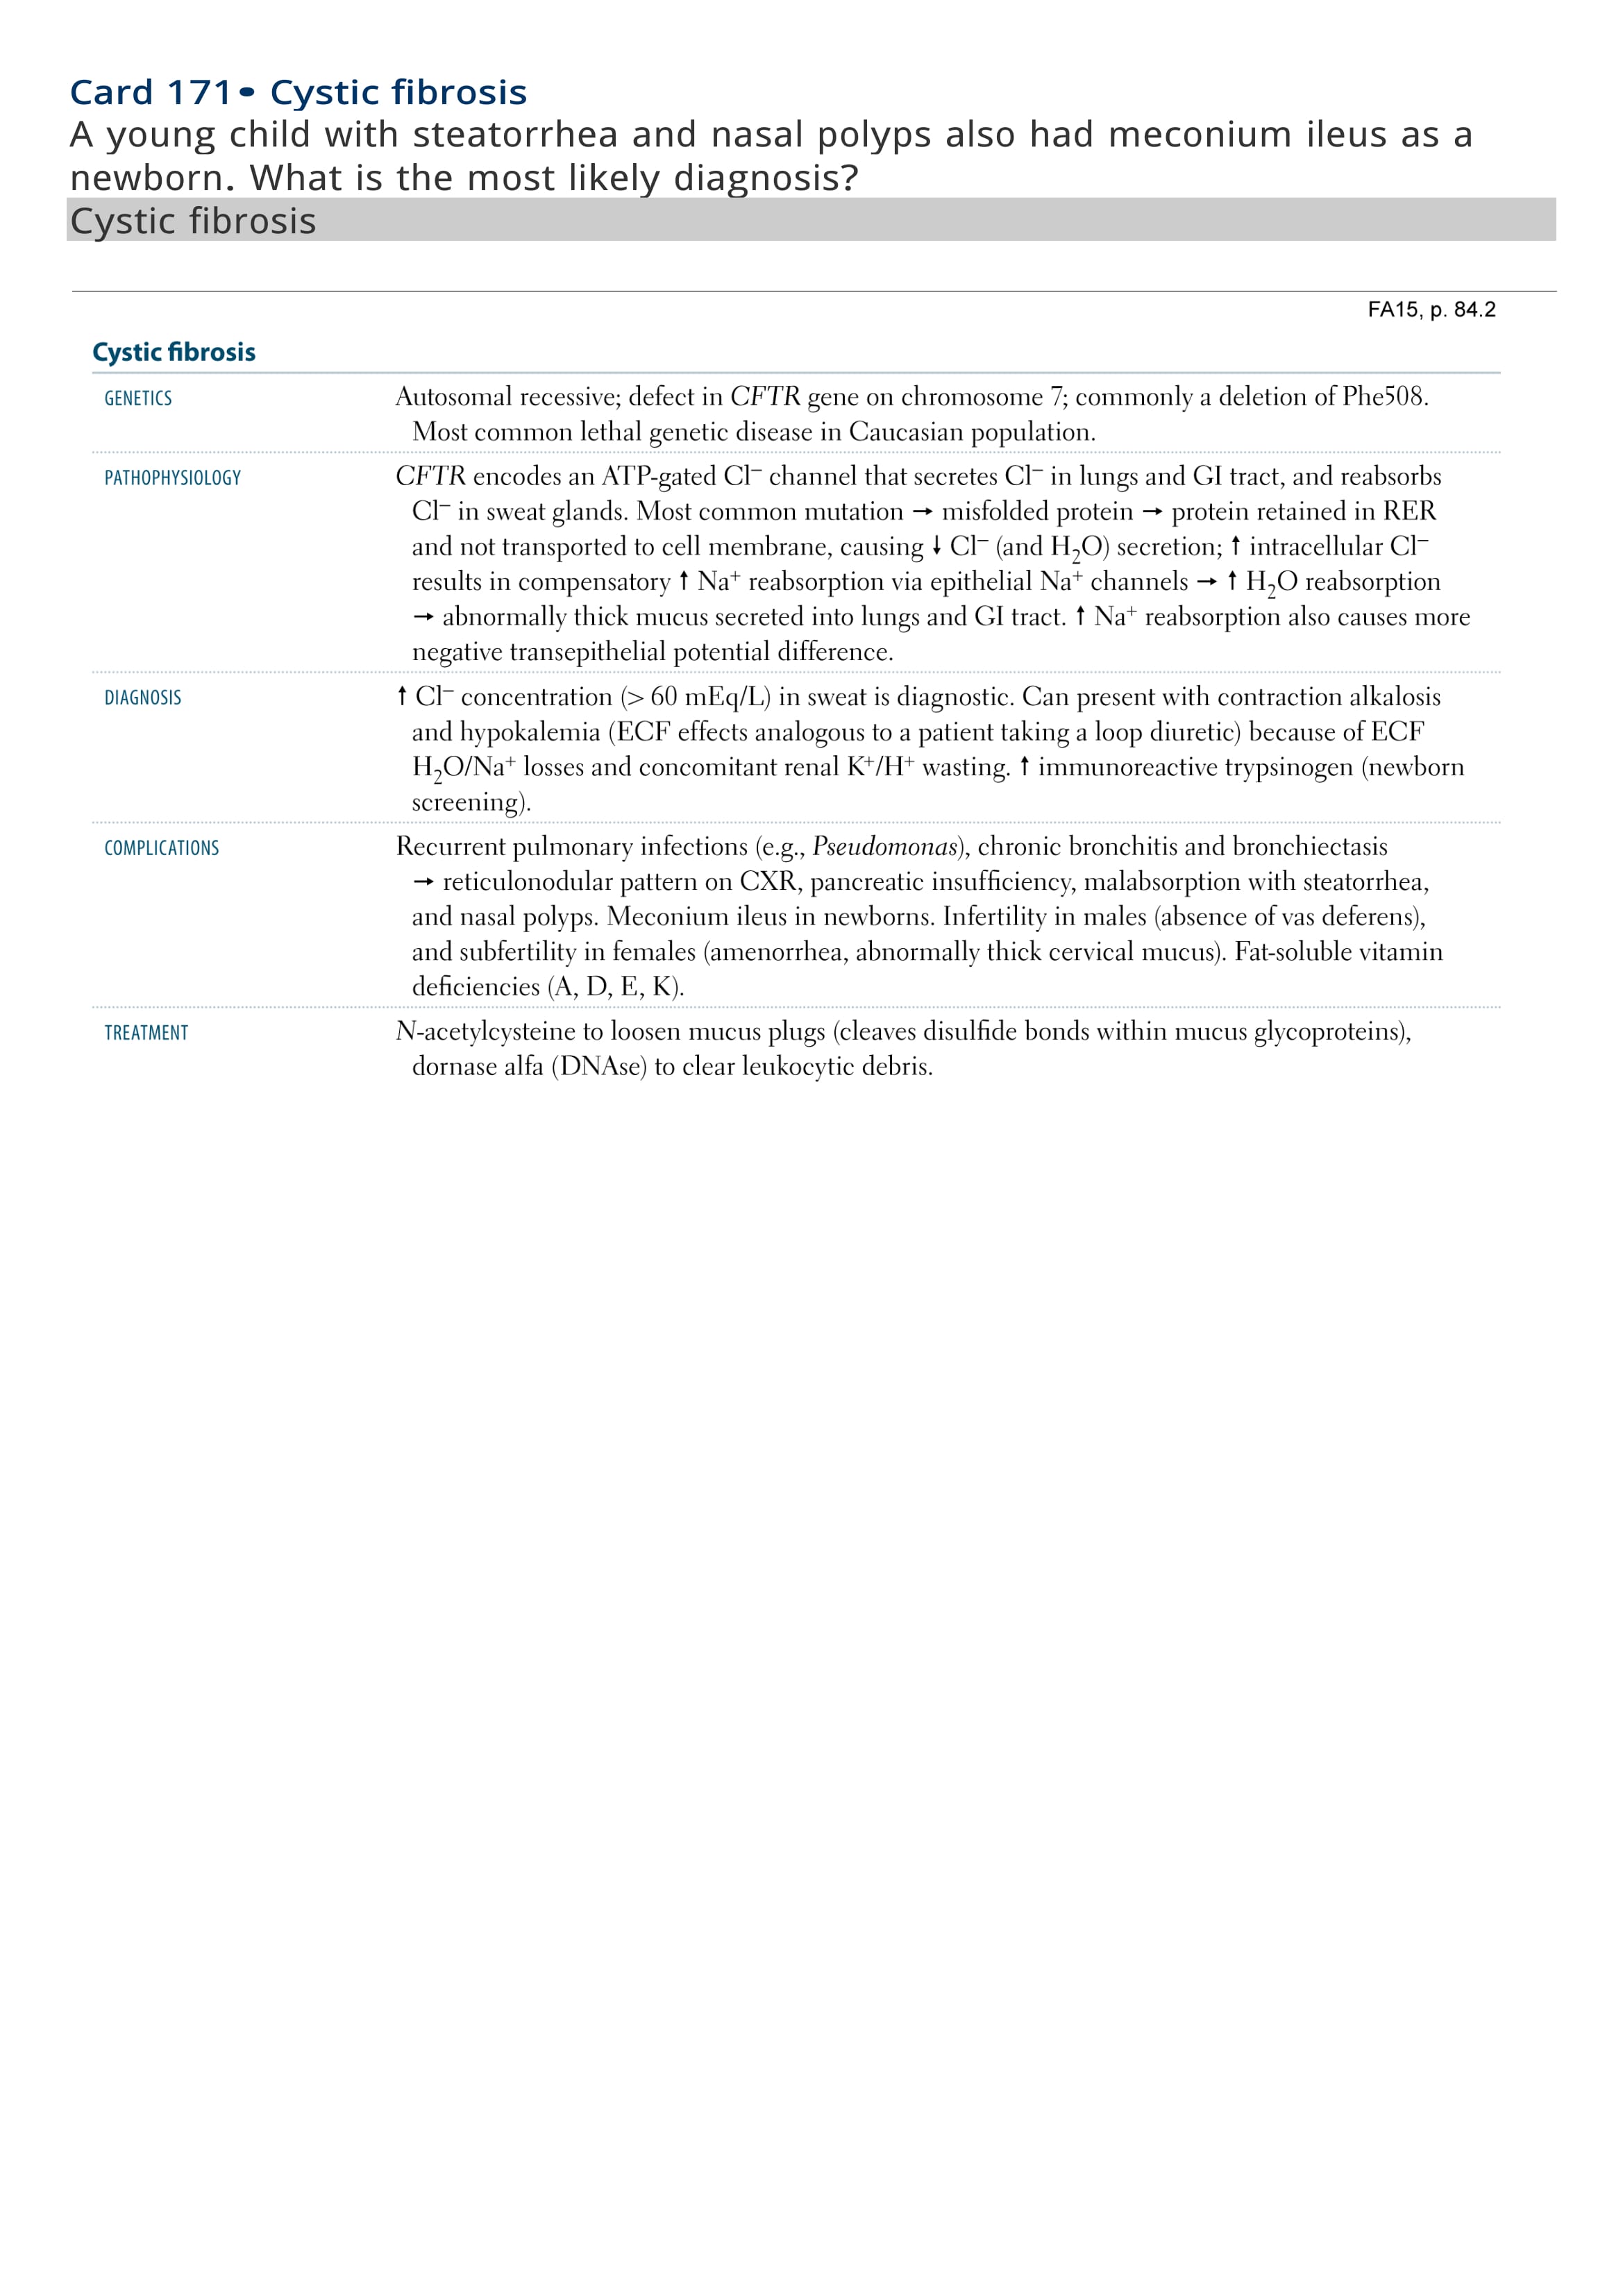 Card 171• Cystic fibrosis
A young child with steatorrhea and nasal polyps also had meconium ileus as a
newborn. What is the most likely diagnosis?
Cystic fibrosis
FA15, p. 84.2
Cystic fibrosis
GENETICS
Autosomal recessive; defect in CFTR gene on chromosome 7; commonly a deletion of Phe508.
Most common lethal genetic disease in Caucasian population.
PATHOPHYSIOLOGY
CFTR encodes an ATP-gated Cl⁻ channel that secretes Cl⁻ in lungs and GI tract, and reabsorbs
Cl⁻ in sweat glands. Most common mutation → misfolded protein → protein retained in RER
and not transported to cell membrane, causing ↓ Cl⁻ (and H₂O) secretion; ↑ intracellular Cl⁻
results in compensatory ↑ Na⁺ reabsorption via epithelial Na⁺ channels → ↑ H₂O reabsorption
→ abnormally thick mucus secreted into lungs and GI tract. ↑ Na⁺ reabsorption also causes more
negative transepithelial potential difference.
DIAGNOSIS
↑ Cl⁻ concentration (> 60 mEq/L) in sweat is diagnostic. Can present with contraction alkalosis
and hypokalemia (ECF effects analogous to a patient taking a loop diuretic) because of ECF
H₂O/Na⁺ losses and concomitant renal K⁺/H⁺ wasting. ↑ immunoreactive trypsinogen (newborn
screening).
COMPLICATIONS
Recurrent pulmonary infections (e.g., Pseudomonas), chronic bronchitis and bronchiectasis
→ reticulonodular pattern on CXR, pancreatic insufficiency, malabsorption with steatorrhea,
and nasal polyps. Meconium ileus in newborns. Infertility in males (absence of vas deferens),
and subfertility in females (amenorrhea, abnormally thick cervical mucus). Fat-soluble vitamin
deficiencies (A, D, E, K).
TREATMENT
N-acetylcysteine to loosen mucus plugs (cleaves disulfide bonds within mucus glycoproteins),
dornase alfa (DNAse) to clear leukocytic debris.